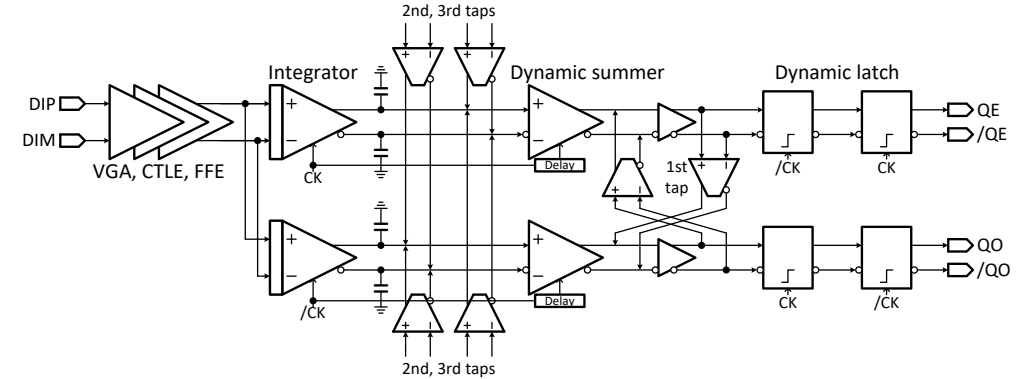 2nd, 3rd taps
Integrator
Dynamic summer
Dynamic latch
+ − + −
DIP
DIM
VGA, CTLE, FFE
+
−
CK
+
−
Delay
1st
tap
+ −
+ −
/CK
CK
QE
/QE
+
−
/CK
+
−
Delay
CK
/CK
QO
/QO
+ − + −
2nd, 3rd taps